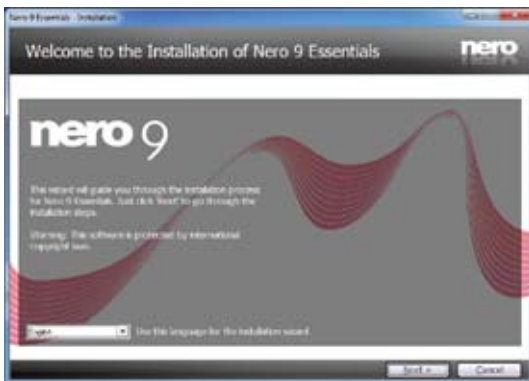 Nero 9 Essentials - Installation
Welcome to the Installation of Nero 9 Essentials
nero
nero 9
This wizard will guide you through the installation process
for Nero 9 Essentials. Just click 'Next' to go through the
installation steps.
Warning: This software is protected by international
copyright laws.
English
Use this language for the installation wizard
Next >
Cancel